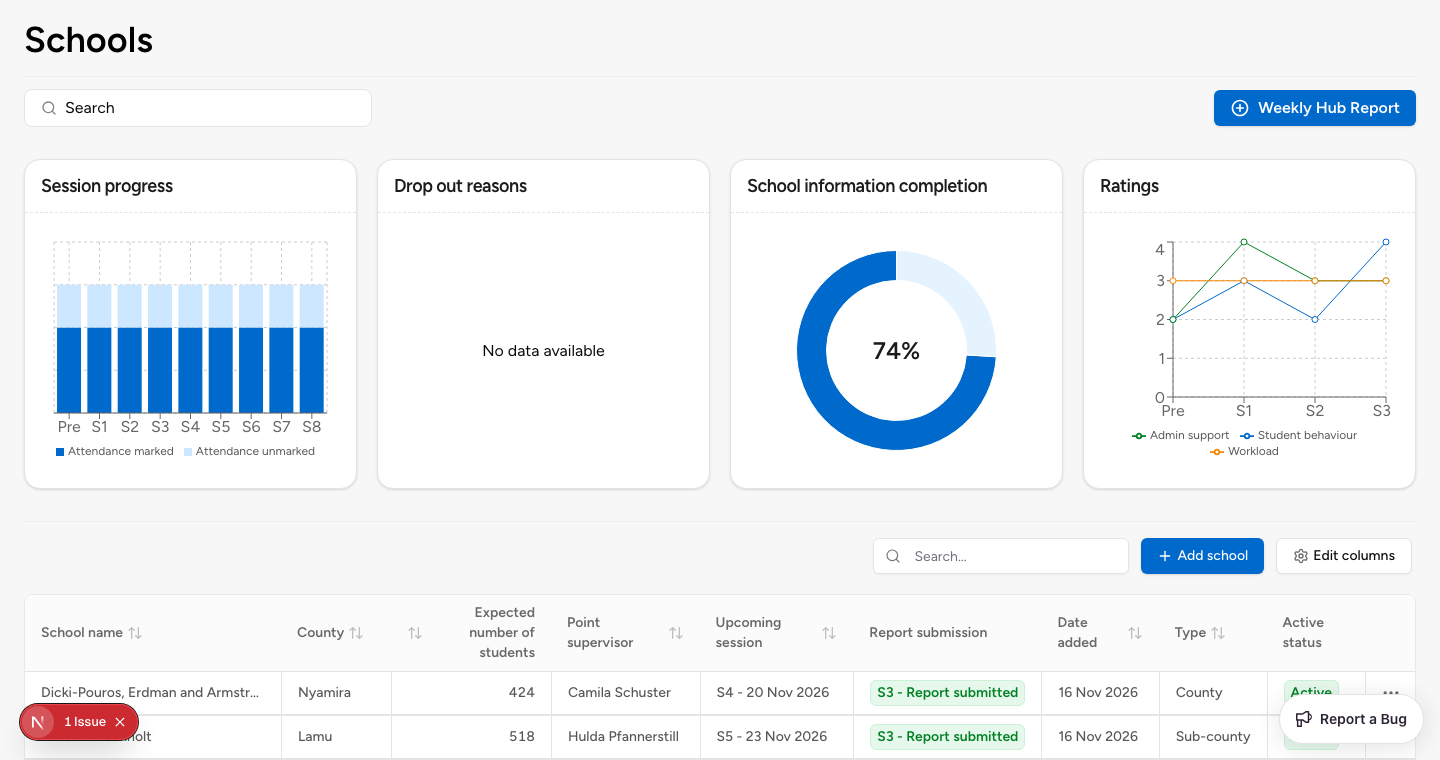 Schools
Search
Weekly Hub Report
Session progress
Pre S1 S2 S3 S4 S5 S6 S7 S8
Attendance marked Attendance unmarked
Drop out reasons
No data available
School information completion
74%
Ratings
4
3
2
1
0
Pre S1 S2 S3
Admin support Student behaviour
Workload
Search...
Add school
Edit columns
School name County Expected number of students Point supervisor Upcoming session Report submission Date added Type Active status
Dicki-Pouros, Erdman and Armstr... Nyamira 424 Camila Schuster S4 - 20 Nov 2026 S3 - Report submitted 16 Nov 2026 County Active
Lamu 518 Hulda Pfannerstill S5 - 23 Nov 2026 S3 - Report submitted 16 Nov 2026 Sub-county
N 1 Issue
Report a Bug